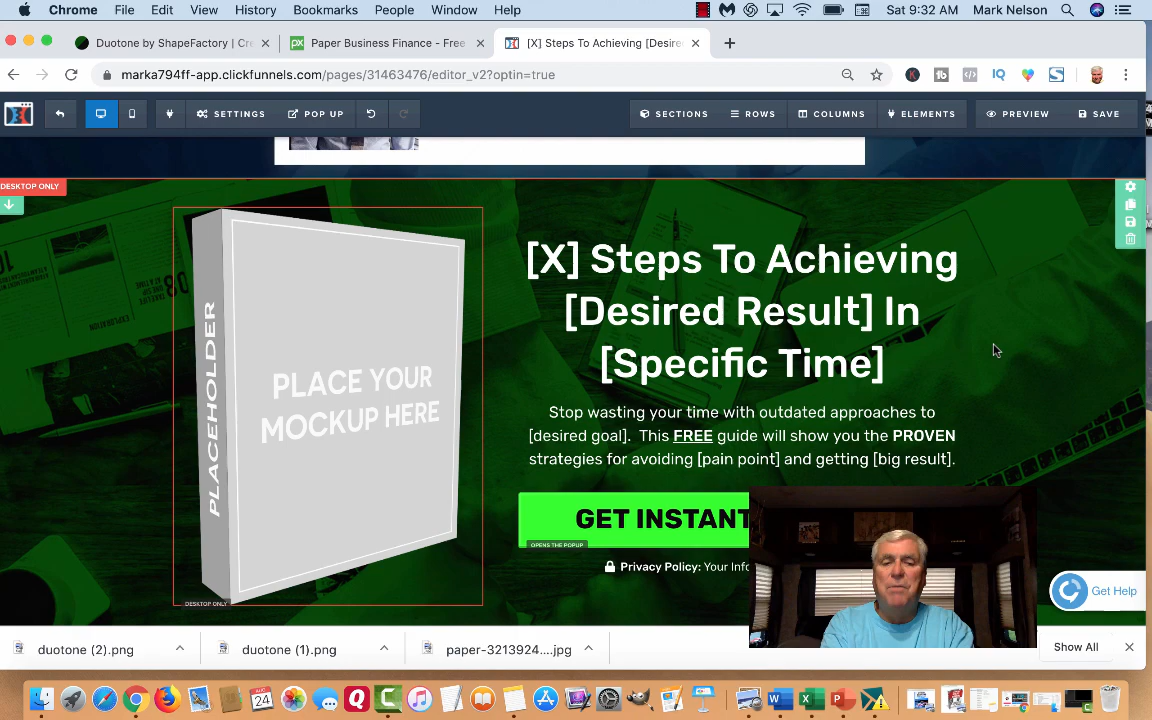 Chrome File Edit View History Bookmarks People Window Help Sat 9:32 AM Mark Nelson
Duotone by ShapeFactory | Cre
Paper Business Finance - Free
[X] Steps To Achieving [Desire
marka794ff-app.clickfunnels.com/pages/31463476/editor_v2?optin=true
SETTINGS POP UP SECTIONS ROWS COLUMNS ELEMENTS PREVIEW SAVE
DESKTOP ONLY
PLACEHOLDER
PLACE YOUR
MOCKUP HERE
DESKTOP ONLY
[X] Steps To Achieving
[Desired Result] In
[Specific Time]
Stop wasting your time with outdated approaches to
[desired goal]. This FREE guide will show you the PROVEN
strategies for avoiding [pain point] and getting [big result].
GET INSTANT
OPENS THE POPUP
Privacy Policy: Your Info
Get Help
duotone (2).png
duotone (1).png
paper-3213924....jpg
Show All
AUG
24